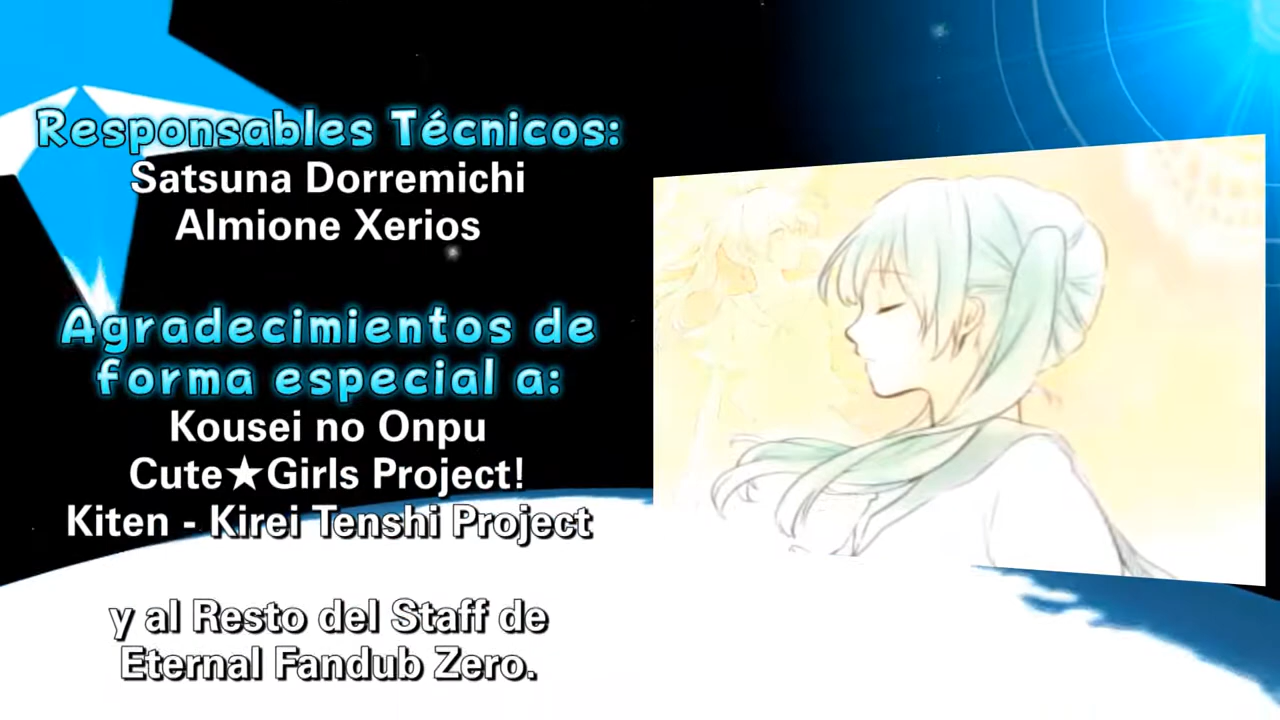 Responsables Técnicos:
Satsuna Dorremichi
Almione Xerios
Agradecimientos de
forma especial a:
Kousei no Onpu
Cute★Girls Project!
Kiten - Kirei Tenshi Project
y al Resto del Staff de
Eternal Fandub Zero.